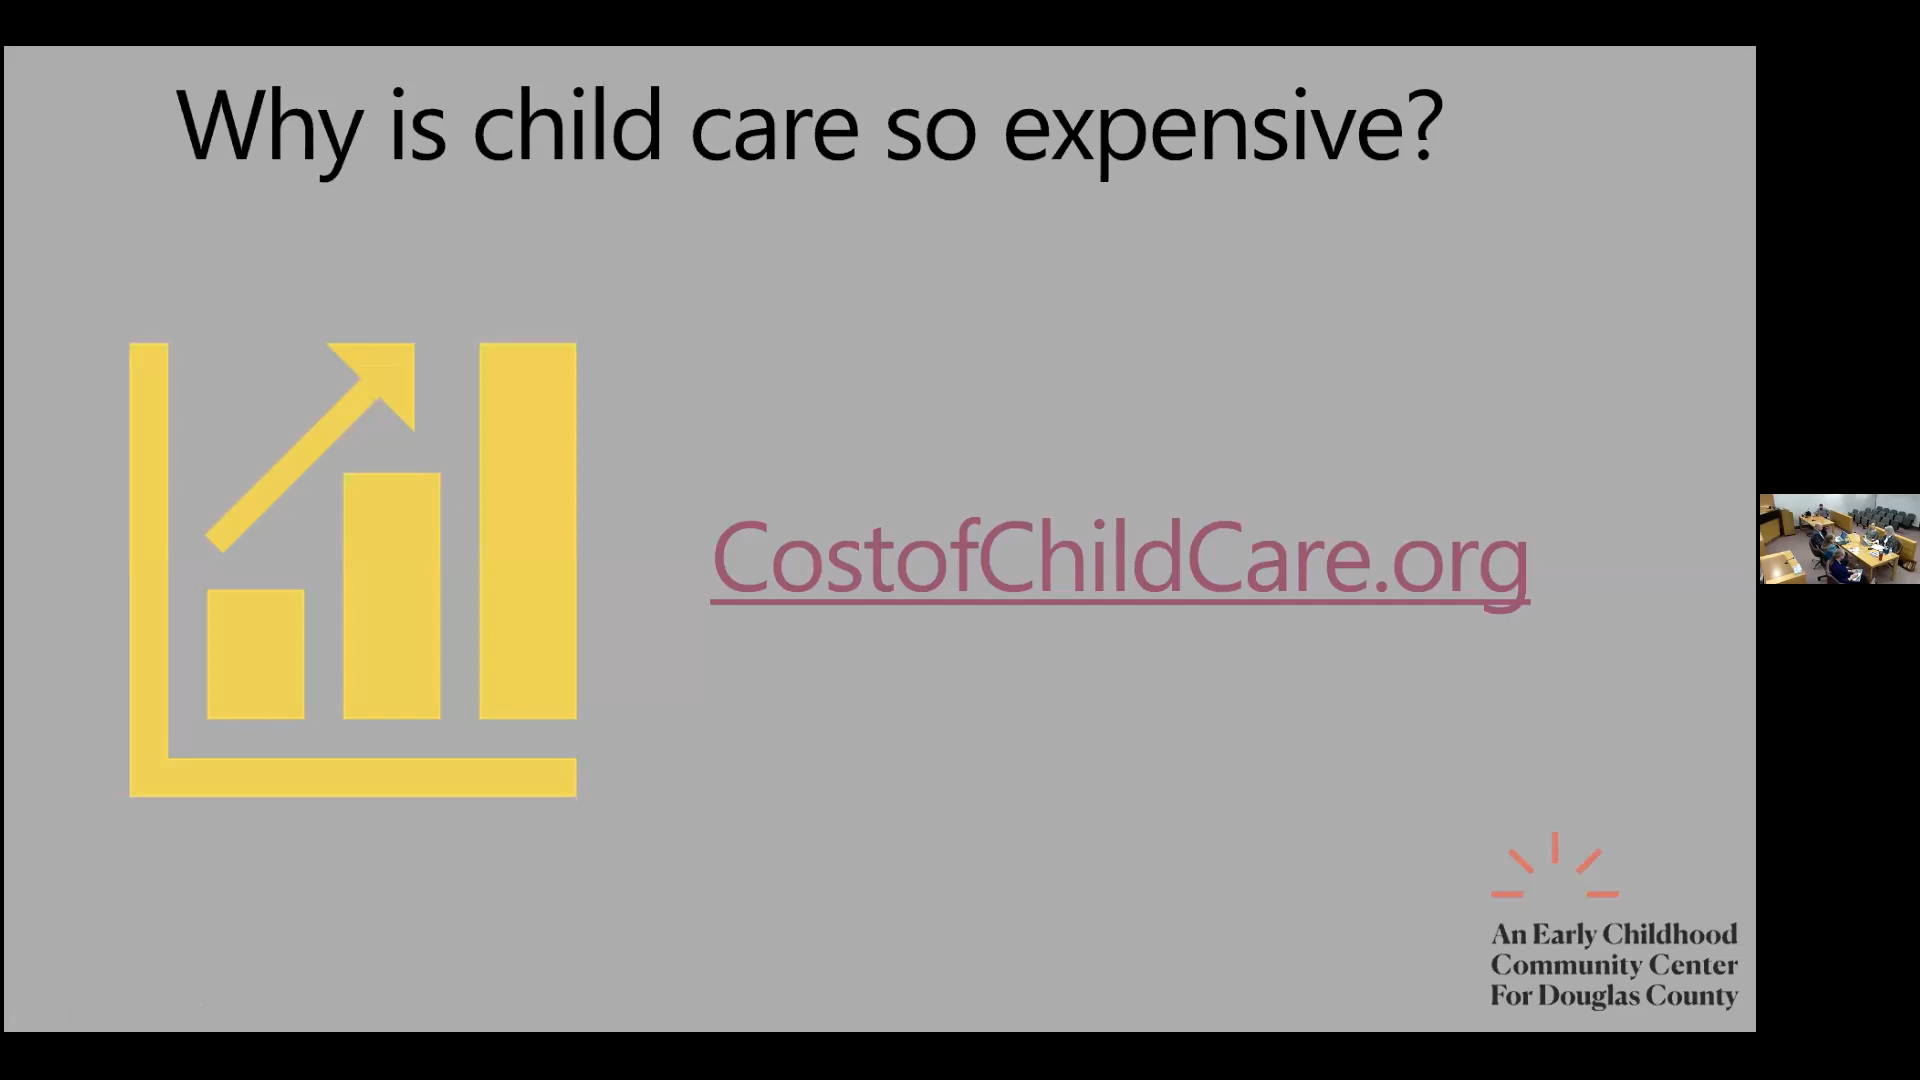 Why is child care so expensive?
CostofChildCare.org
An Early Childhood
Community Center
For Douglas County